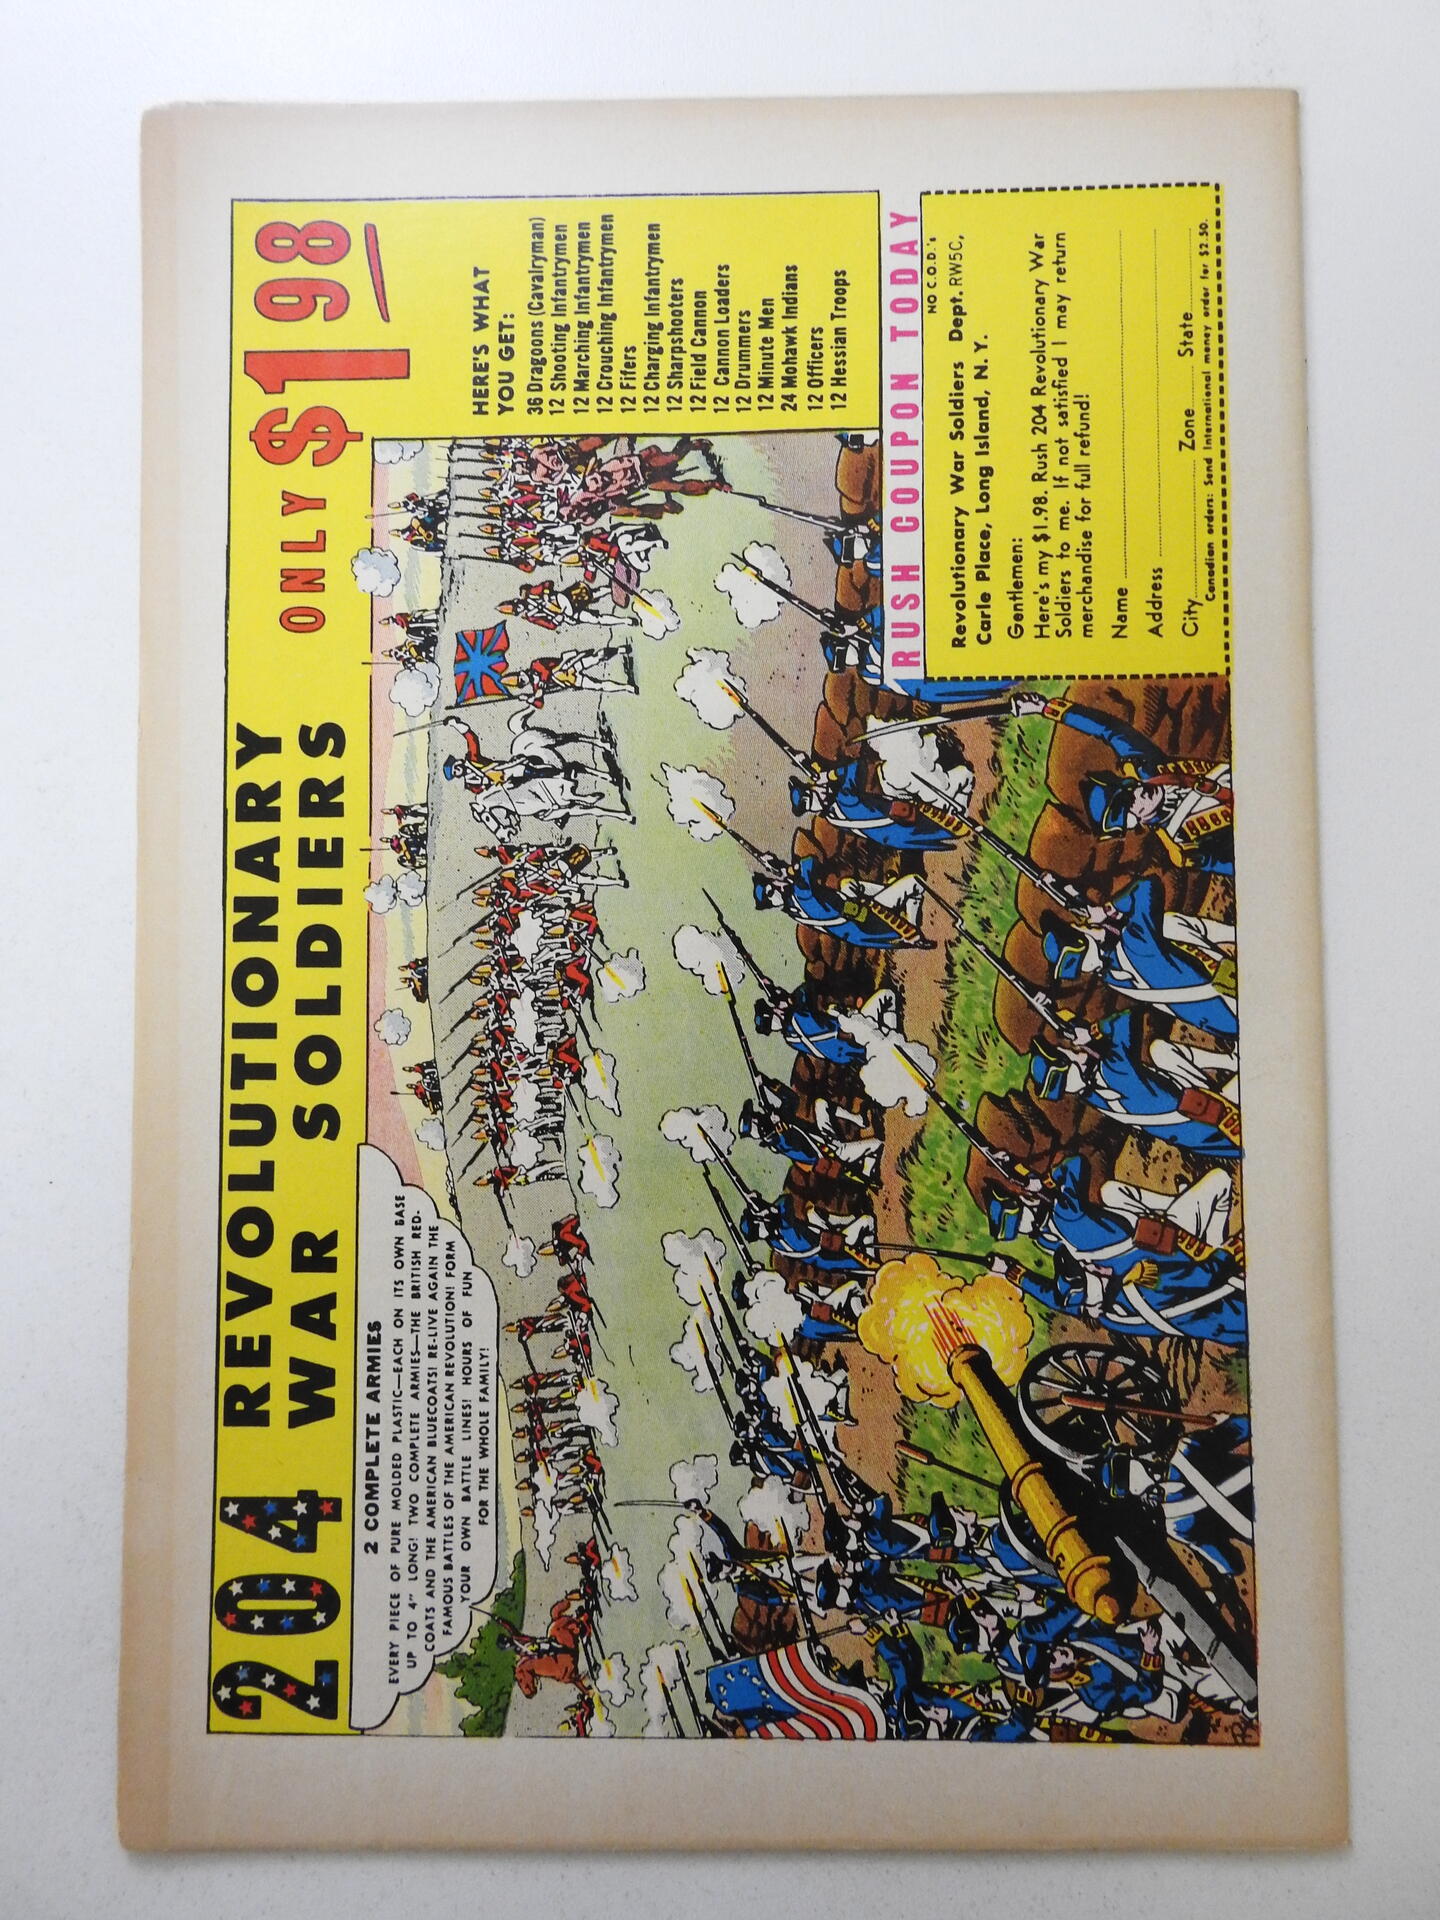 204 REVOLUTIONARY
WAR SOLDIERS ONLY $1 98
2 COMPLETE ARMIES
EVERY PIECE OF PURE MOLDED PLASTIC—EACH ON ITS OWN BASE
UP TO 4" LONG! TWO COMPLETE ARMIES—THE BRITISH RED-
COATS AND THE AMERICAN BLUECOATS! RE-LIVE AGAIN THE
FAMOUS BATTLES OF THE AMERICAN REVOLUTION! FORM
YOUR OWN BATTLE LINES! HOURS OF FUN
FOR THE WHOLE FAMILY!
HERE'S WHAT
YOU GET:
36 Dragoons (Cavalryman)
12 Shooting Infantrymen
12 Marching Infantrymen
12 Crouching Infantrymen
12 Fifers
12 Charging Infantrymen
12 Sharpshooters
12 Field Cannon
12 Cannon Loaders
12 Drummers
12 Minute Men
24 Mohawk Indians
12 Officers
12 Hessian Troops
RUSH COUPON TODAY
NO C.O.D.'s
Revolutionary War Soldiers Dept. RW5C,
Carle Place, Long Island, N. Y.
Gentlemen:
Here's my $1.98. Rush 204 Revolutionary War
Soldiers to me. If not satisfied I may return
merchandise for full refund!
Name
Address
City Zone State
Canadian orders: Send International money order for $2.50.